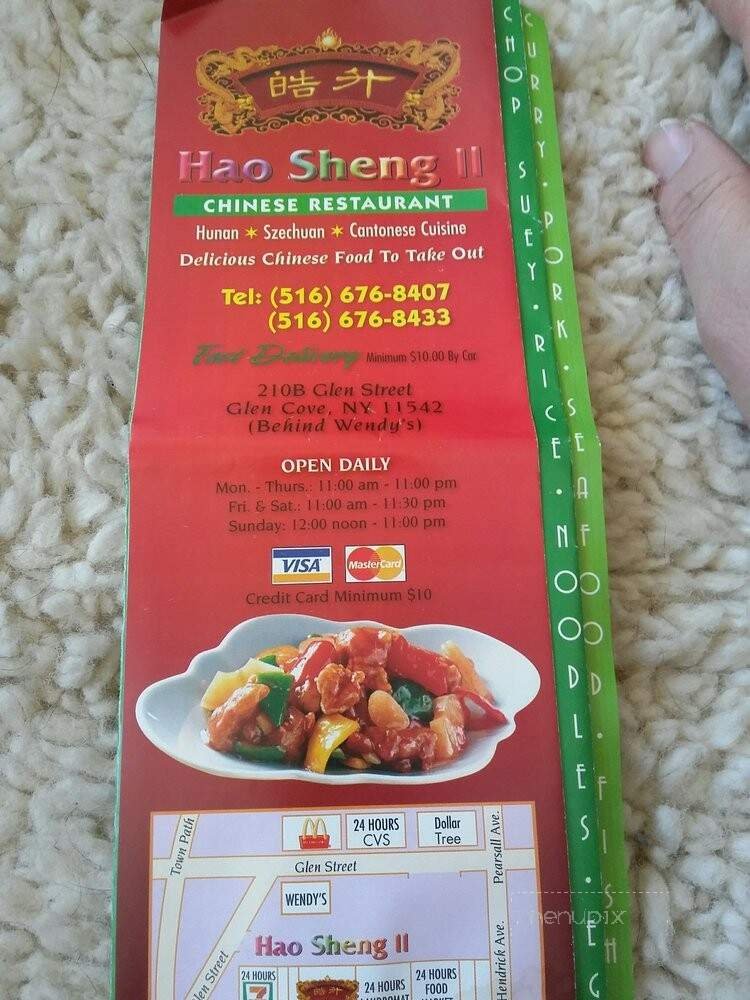 皓升
Hao Sheng II
CHINESE RESTAURANT
Hunan ✶ Szechuan ✶ Cantonese Cuisine
Delicious Chinese Food To Take Out
Tel: (516) 676-8407
(516) 676-8433
Fast Delivery Minimum $10.00 By Car
210B Glen Street
Glen Cove, NY 11542
(Behind Wendy's)
OPEN DAILY
Mon. - Thurs.: 11:00 am - 11:00 pm
Fri. & Sat.: 11:00 am - 11:30 pm
Sunday: 12:00 noon - 11:00 pm
VISA MasterCard
Credit Card Minimum $10
Town Path
24 HOURS
CVS
Dollar
Tree
Pearsall Ave.
Glen Street
WENDY'S
Hao Sheng II
Glen Street
Hendrick Ave.
24 HOURS
7
皓升
24 HOURS
24 HOURS
FOOD
CHOP SUEY • RICE • NOODLES • EG
CURRY • PORK • SEAFOOD • FISH
menupix